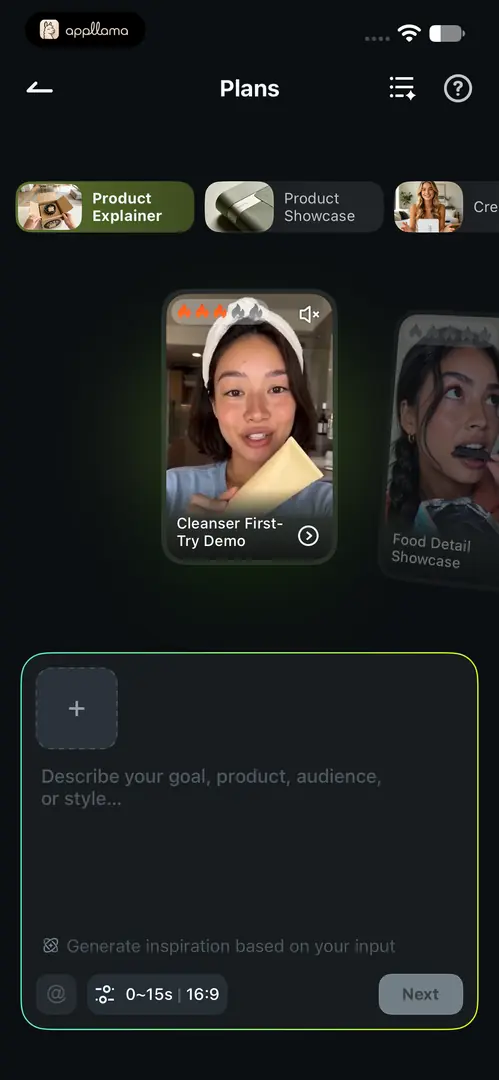 appllama
Plans
Product
Explainer
Product
Showcase
Cre
Cleanser First-
Try Demo
Food Detail
Showcase
+
Describe your goal, product, audience,
or style...
Generate inspiration based on your input
@
0~15s | 16:9
Next